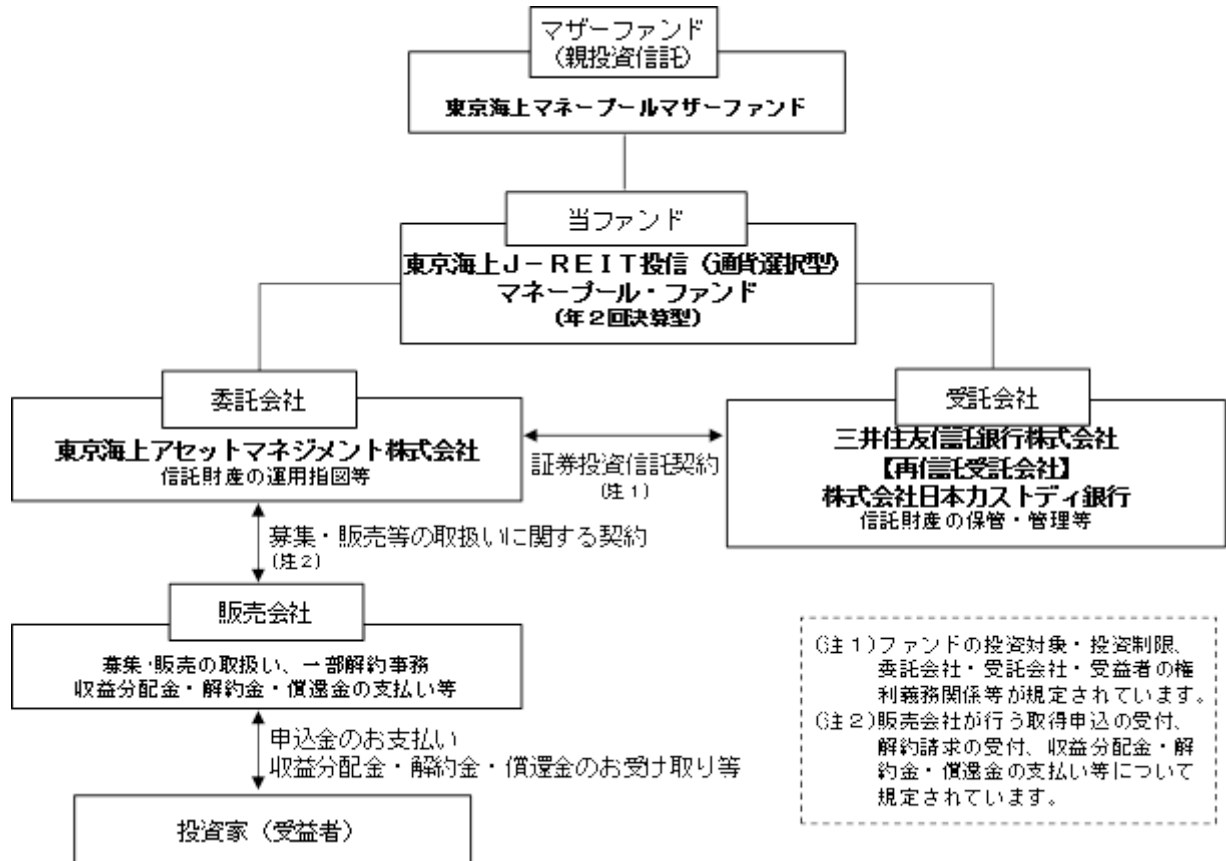 マザーファンド
(親投資信託)
東京海上マネープールマザーファンド
当ファンド
東京海上J-REIT投信(通貨選択型)
マネープール・ファンド
(年2回決算型)
委託会社
東京海上アセットマネジメント株式会社
信託財産の運用指図等
証券投資信託契約
(注1)
受託会社
三井住友信託銀行株式会社
【再信託受託会社】
株式会社日本カストディ銀行
信託財産の保管・管理等
募集・販売等の取扱いに関する契約
(注2)
販売会社
募集・販売の取扱い、一部解約事務
収益分配金・解約金・償還金の支払い等
申込金のお支払い
収益分配金・解約金・償還金のお受け取り等
投資家(受益者)
(注1)ファンドの投資対象・投資制限、
委託会社・受託会社・受益者の権
利義務関係等が規定されています。
(注2)販売会社が行う取得申込の受付、
解約請求の受付、収益分配金・解
約金・償還金の支払い等について
規定されています。